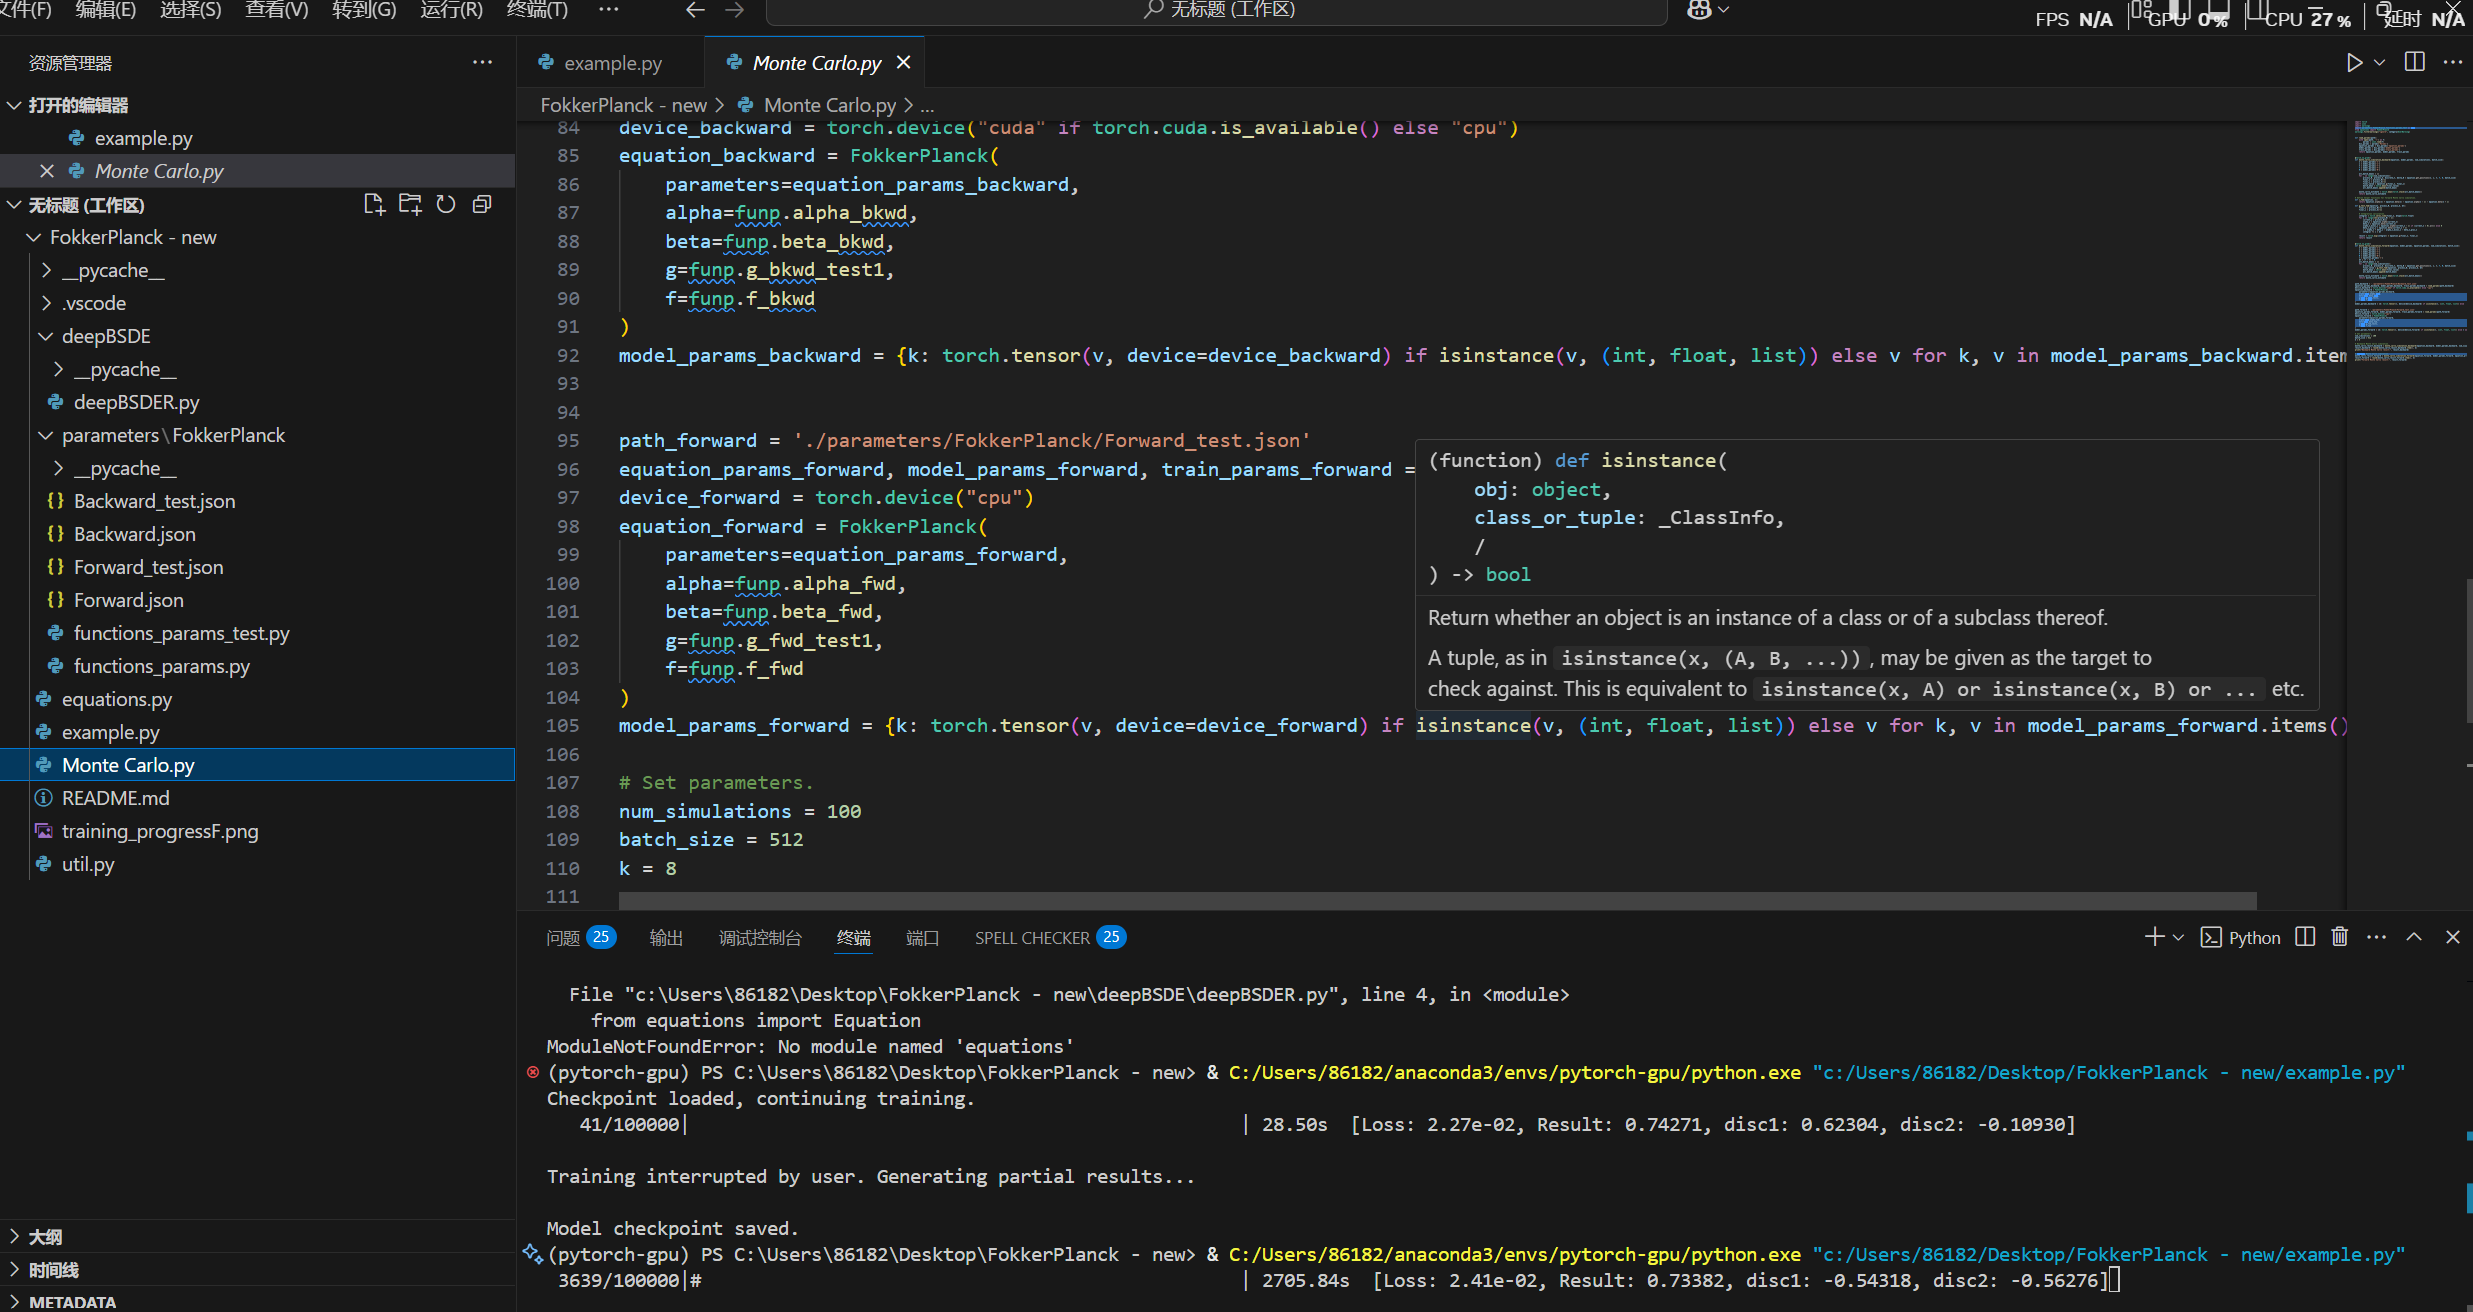 文件(F) 编辑(E) 选择(S) 查看(V) 转到(G) 运行(R) 终端(T) ··· 无标题 (工作区)
FPS N/A GPU 0% CPU 27% 延时 N/A
资源管理器 ···
打开的编辑器
example.py
Monte Carlo.py
无标题 (工作区)
FokkerPlanck - new
__pycache__
.vscode
deepBSDE
__pycache__
deepBSDER.py
parameters\FokkerPlanck
__pycache__
{} Backward_test.json
{} Backward.json
{} Forward_test.json
{} Forward.json
functions_params_test.py
functions_params.py
equations.py
example.py
Monte Carlo.py
README.md
training_progressF.png
util.py
大纲
时间线
METADATA
example.py Monte Carlo.py
FokkerPlanck - new > Monte Carlo.py > ...
84 device_backward = torch.device("cuda" if torch.cuda.is_available() else "cpu")
85 equation_backward = FokkerPlanck(
86 parameters=equation_params_backward,
87 alpha=funp.alpha_bkwd,
88 beta=funp.beta_bkwd,
89 g=funp.g_bkwd_test1,
90 f=funp.f_bkwd
91 )
92 model_params_backward = {k: torch.tensor(v, device=device_backward) if isinstance(v, (int, float, list)) else v for k, v in model_params_backward.item
93
94
95 path_forward = './parameters/FokkerPlanck/Forward_test.json'
96 equation_params_forward, model_params_forward, train_params_forward =
97 device_forward = torch.device("cpu")
98 equation_forward = FokkerPlanck(
99 parameters=equation_params_forward,
100 alpha=funp.alpha_fwd,
101 beta=funp.beta_fwd,
102 g=funp.g_fwd_test1,
103 f=funp.f_fwd
104 )
105 model_params_forward = {k: torch.tensor(v, device=device_forward) if isinstance(v, (int, float, list)) else v for k, v in model_params_forward.items()
106
107 # Set parameters.
108 num_simulations = 100
109 batch_size = 512
110 k = 8
111
(function) def isinstance(
obj: object,
class_or_tuple: _ClassInfo,
/
) -> bool
Return whether an object is an instance of a class or of a subclass thereof.
A tuple, as in isinstance(x, (A, B, ...)), may be given as the target to
check against. This is equivalent to isinstance(x, A) or isinstance(x, B) or ... etc.
问题 25 输出 调试控制台 终端 端口 SPELL CHECKER 25 Python
File "c:\Users\86182\Desktop\FokkerPlanck - new\deepBSDE\deepBSDER.py", line 4, in <module>
from equations import Equation
ModuleNotFoundError: No module named 'equations'
(pytorch-gpu) PS C:\Users\86182\Desktop\FokkerPlanck - new> & C:/Users/86182/anaconda3/envs/pytorch-gpu/python.exe "c:/Users/86182/Desktop/FokkerPlanck - new/example.py"
Checkpoint loaded, continuing training.
41/100000| | 28.50s [Loss: 2.27e-02, Result: 0.74271, disc1: 0.62304, disc2: -0.10930]
Training interrupted by user. Generating partial results...
Model checkpoint saved.
(pytorch-gpu) PS C:\Users\86182\Desktop\FokkerPlanck - new> & C:/Users/86182/anaconda3/envs/pytorch-gpu/python.exe "c:/Users/86182/Desktop/FokkerPlanck - new/example.py"
3639/100000|# | 2705.84s [Loss: 2.41e-02, Result: 0.73382, disc1: -0.54318, disc2: -0.56276]